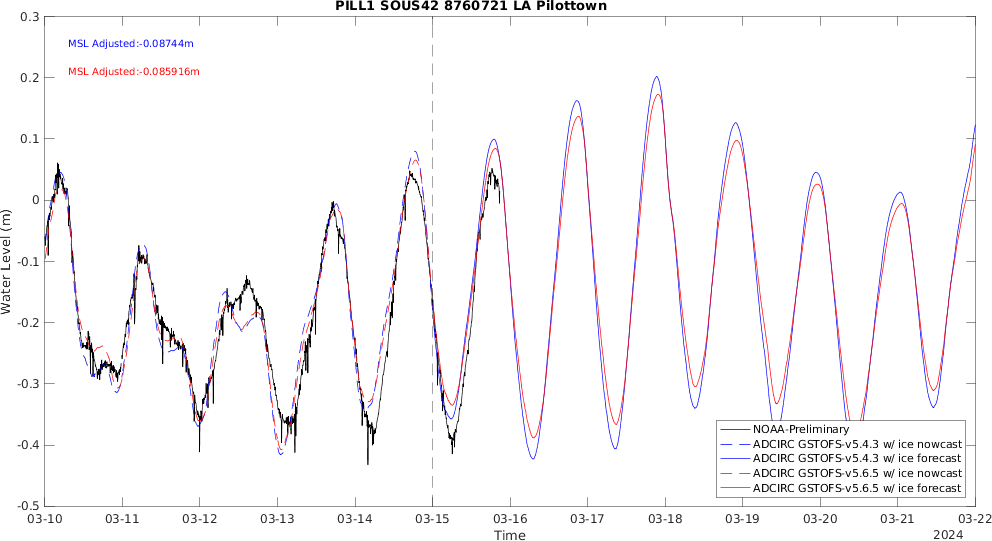 PILL1 SOUS42 8760721 LA Pilottown
MSL Adjusted:-0.08744m
MSL Adjusted:-0.085916m
Water Level (m)
0.3
0.2
0.1
0
-0.1
-0.2
-0.3
-0.4
-0.5
NOAA-Preliminary
ADCIRC GSTOFS-v5.4.3 w/ ice nowcast
ADCIRC GSTOFS-v5.4.3 w/ ice forecast
ADCIRC GSTOFS-v5.6.5 w/ ice nowcast
ADCIRC GSTOFS-v5.6.5 w/ ice forecast
03-10 03-11 03-12 03-13 03-14 03-15 03-16 03-17 03-18 03-19 03-20 03-21 03-22
Time
2024